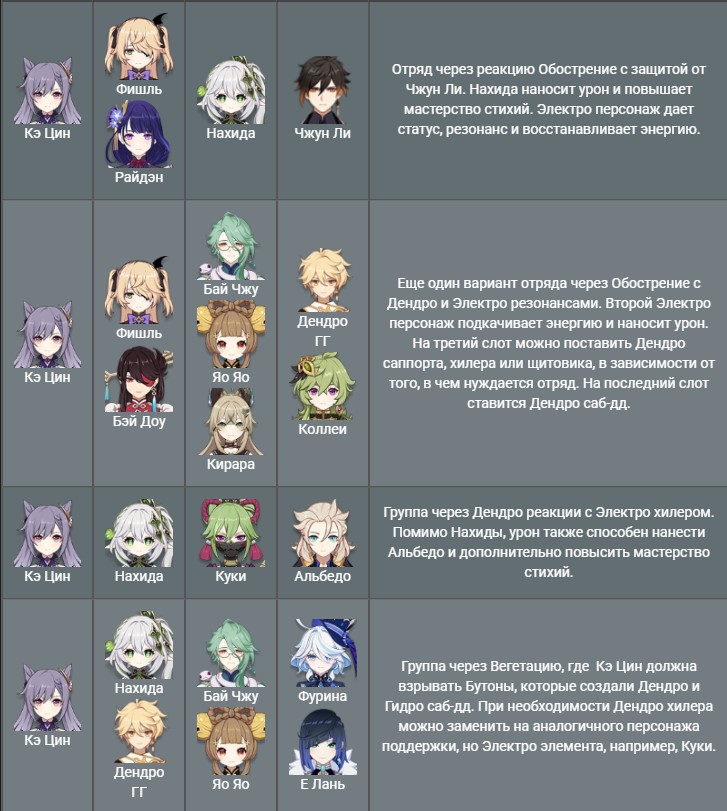 Кэ Цин
Фишль
Райдэн
Нахида
Чжун Ли
Отряд через реакцию Обострение с защитой от
Чжун Ли. Нахида наносит урон и повышает
мастерство стихий. Электро персонаж дает
статус, резонанс и восстанавливает энергию.
Кэ Цин
Фишль
Бэй Доу
Бай Чжу
Яо Яо
Кирара
Дендро
ГГ
Коллеи
Еще один вариант отряда через Обострение с
Дендро и Электро резонансами. Второй Электро
персонаж подкачивает энергию и наносит урон.
На третий слот можно поставить Дендро
саппорта, хилера или щитовика, в зависимости от
того, в чем нуждается отряд. На последний слот
ставится Дендро саб-дд.
Кэ Цин
Нахида
Куки
Альбедо
Группа через Дендро реакции с Электро хилером.
Помимо Нахиды, урон также способен нанести
Альбедо и дополнительно повысить мастерство
стихий.
Кэ Цин
Нахида
Дендро
ГГ
Бай Чжу
Яо Яо
Фурина
Е Лань
Группа через Вегетацию, где Кэ Цин должна
взрывать Бутоны, которые создали Дендро и
Гидро саб-дд. При необходимости Дендро хилера
можно заменить на аналогичного персонажа
поддержки, но Электро элемента, например, Куки.